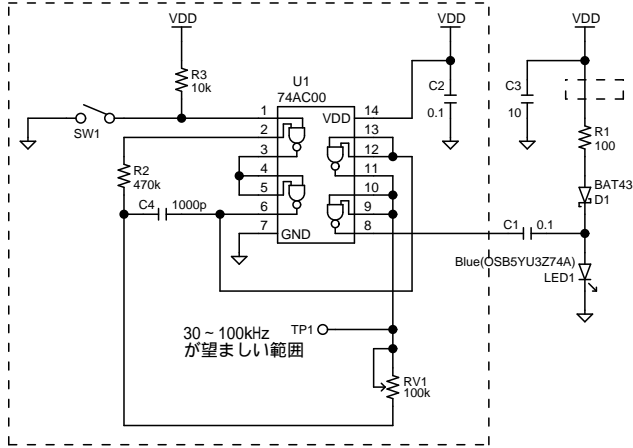 VDD
VDD
VDD
R3
10k
U1
74AC00
C2
0.1
C3
10
R1
100
SW1
1
2
3
4
5
6
7
VDD
GND
14
13
12
11
10
9
8
R2
470k
C4
1000p
BAT43
D1
C1
0.1
Blue(OSB5YU3Z74A)
LED1
30~100kHz
が望ましい範囲
TP1
RV1
100k